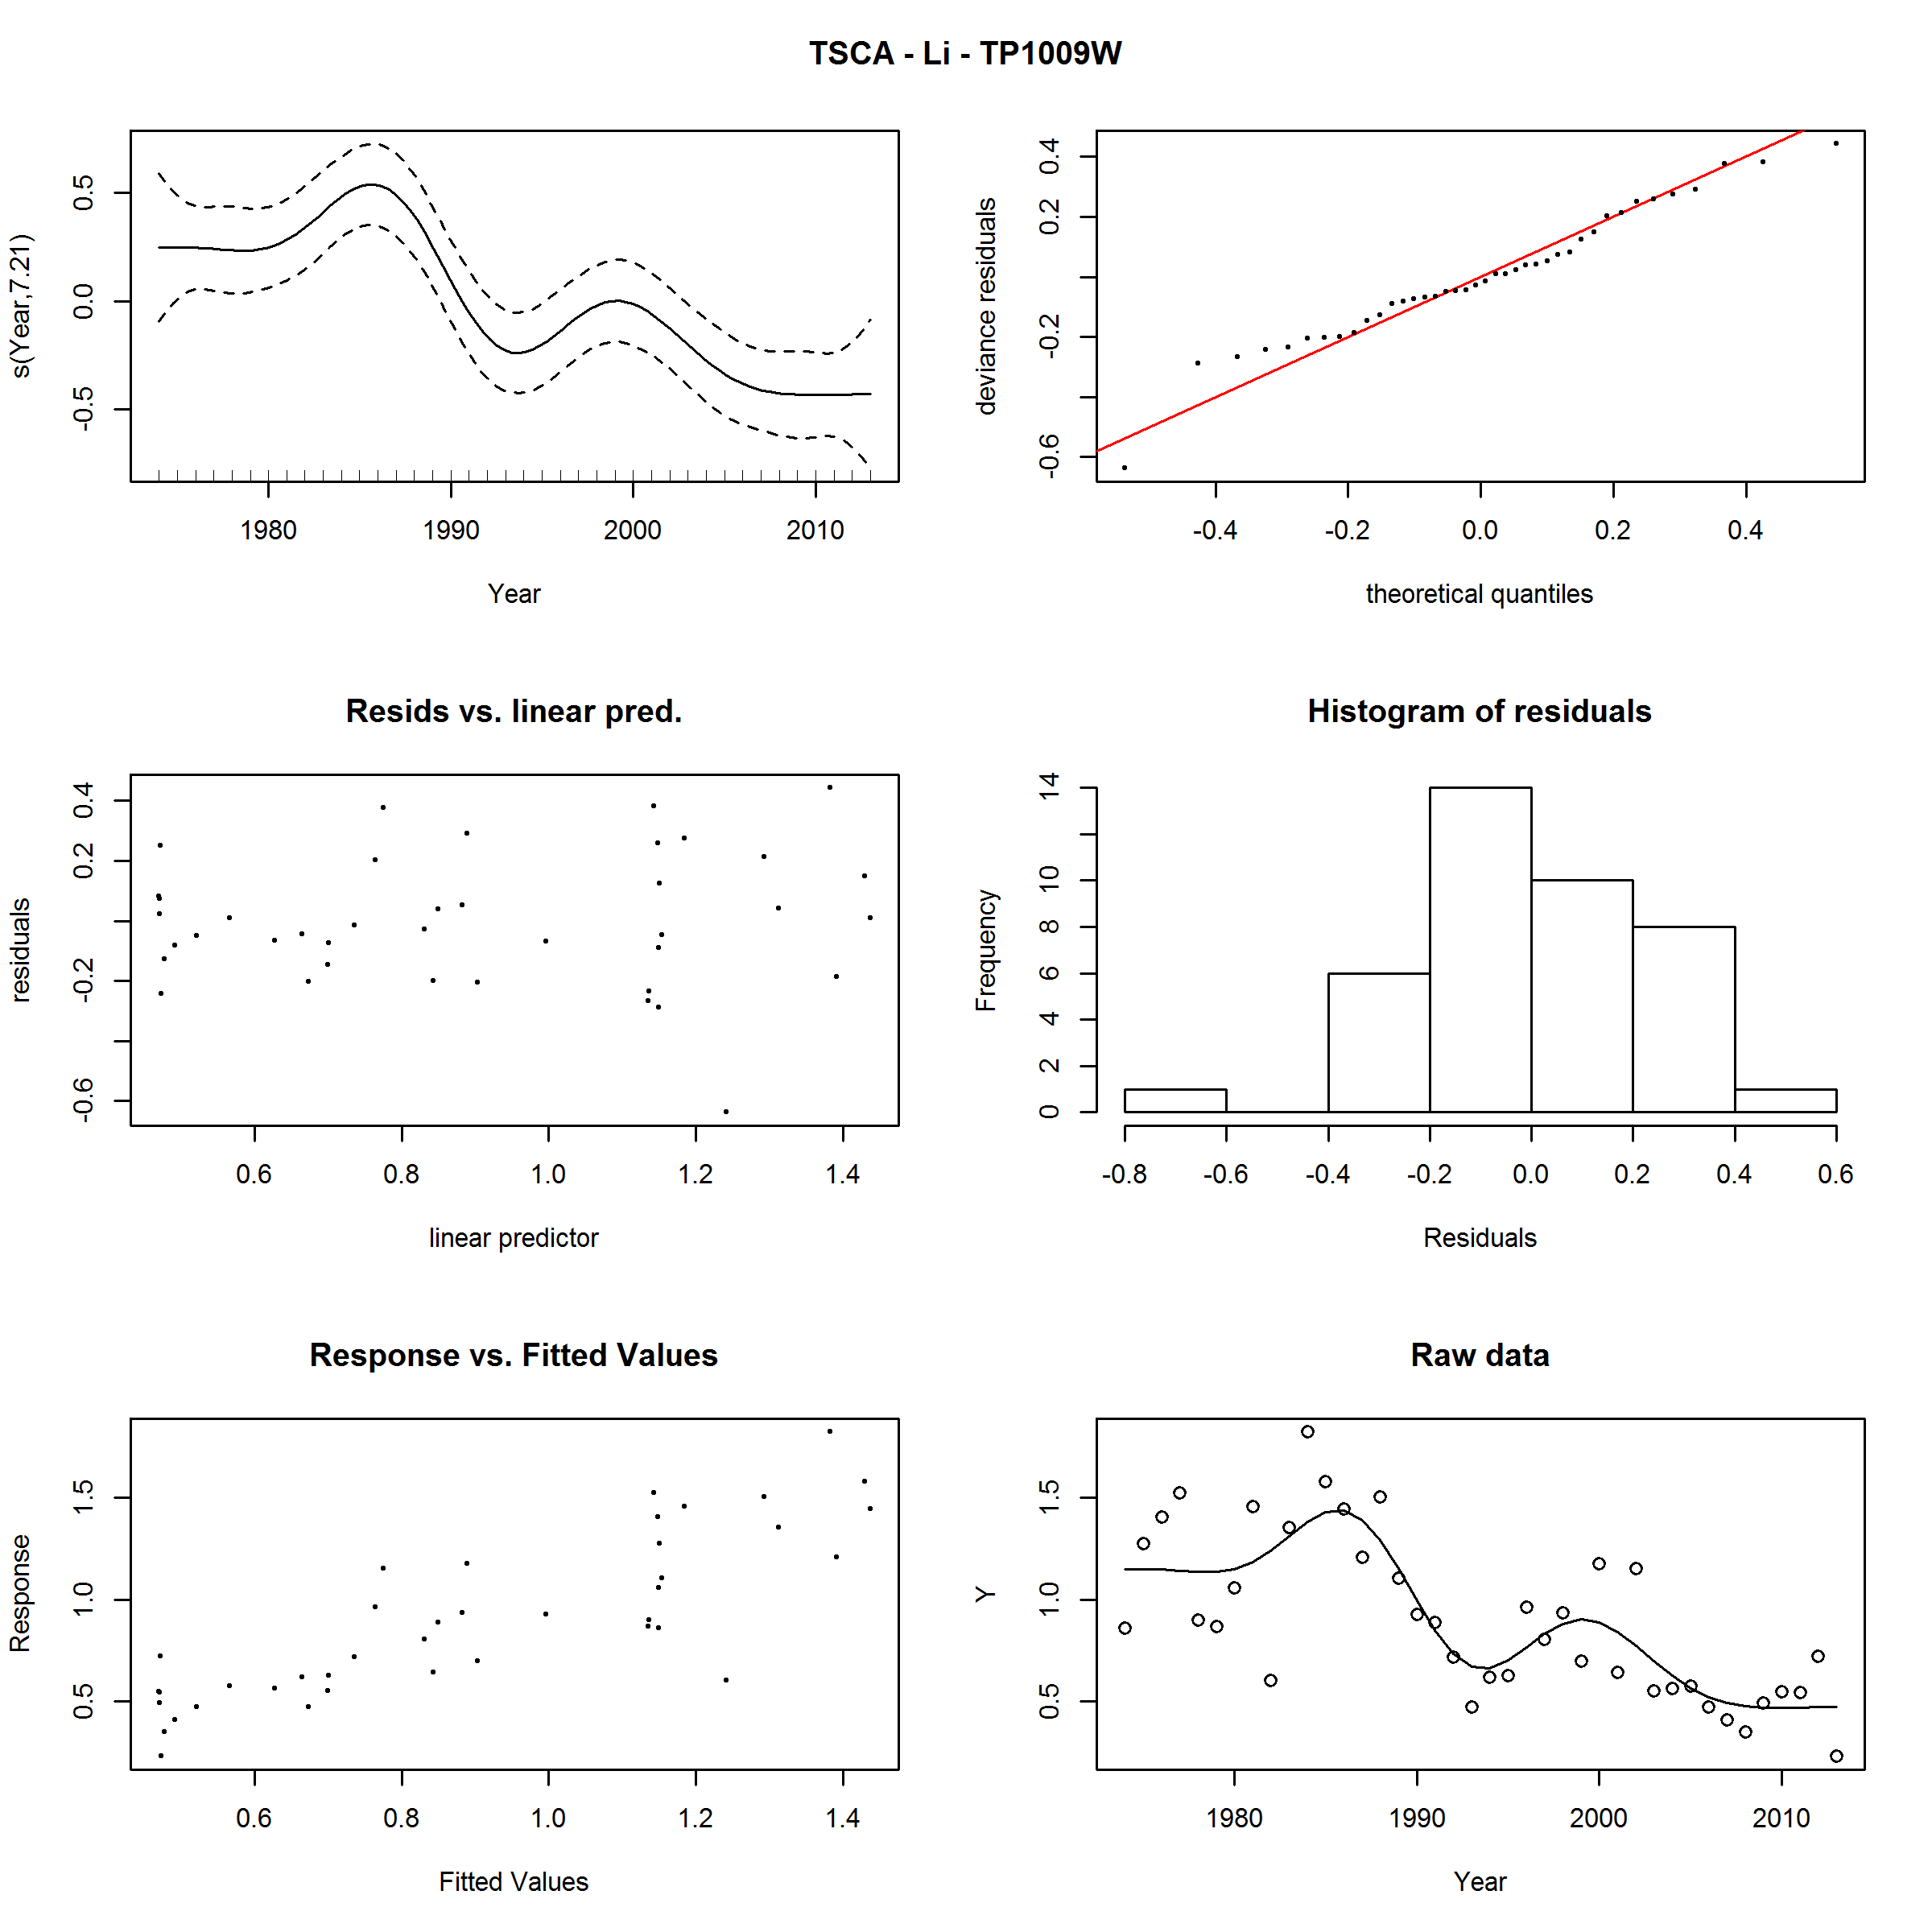 TSCA - Li - TP1009W
s(Year,7.21)
0.5
0.0
-0.5
1980 1990 2000 2010
Year
deviance residuals
0.4
0.2
-0.2
-0.6
-0.4 -0.2 0.0 0.2 0.4
theoretical quantiles
Resids vs. linear pred.
residuals
0.4
0.2
-0.2
-0.6
0.6 0.8 1.0 1.2 1.4
linear predictor
Histogram of residuals
Frequency
14
10
8
6
4
2
0
-0.8 -0.6 -0.4 -0.2 0.0 0.2 0.4 0.6
Residuals
Response vs. Fitted Values
Response
1.5
1.0
0.5
0.6 0.8 1.0 1.2 1.4
Fitted Values
Raw data
Y
1.5
1.0
0.5
1980 1990 2000 2010
Year